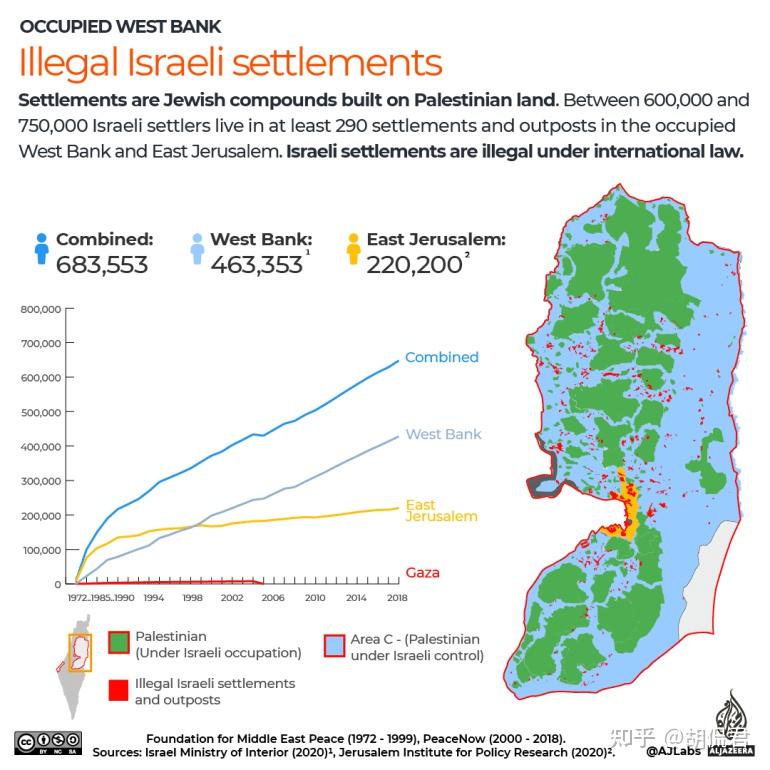 OCCUPIED WEST BANK
Illegal Israeli settlements
Settlements are Jewish compounds built on Palestinian land. Between 600,000 and
750,000 Israeli settlers live in at least 290 settlements and outposts in the occupied
West Bank and East Jerusalem. Israeli settlements are illegal under international law.
Combined:
683,553
West Bank:
463,353¹
East Jerusalem:
220,200²
800,000
700,000
600,000
500,000
400,000
300,000
200,000
100,000
0
Combined
West Bank
East
Jerusalem
Gaza
1972..1985..1990 1994 1998 2002 2006 2010 2014 2018
Palestinian
(Under Israeli occupation)
Area C - (Palestinian
under Israeli control)
Illegal Israeli settlements
and outposts
Foundation for Middle East Peace (1972 - 1999), PeaceNow (2000 - 2018).
Sources: Israel Ministry of Interior (2020)¹, Jerusalem Institute for Policy Research (2020)².
cc BY NC SA
@AJLabs
ALJAZEERA
知乎 @胡侃君